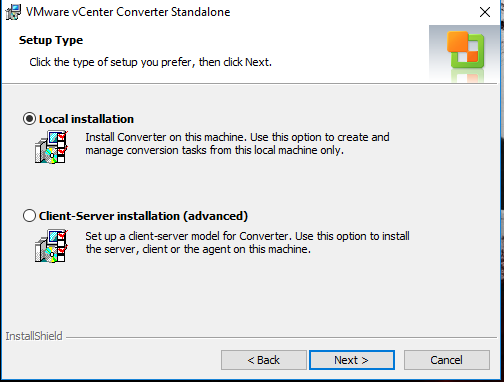 VMware vCenter Converter Standalone
Setup Type
Click the type of setup you prefer, then click Next.
Local installation
Install Converter on this machine. Use this option to create and
manage conversion tasks from this local machine only.
Client-Server installation (advanced)
Set up a client-server model for Converter. Use this option to install
the server, client or the agent on this machine.
InstallShield
< Back
Next >
Cancel